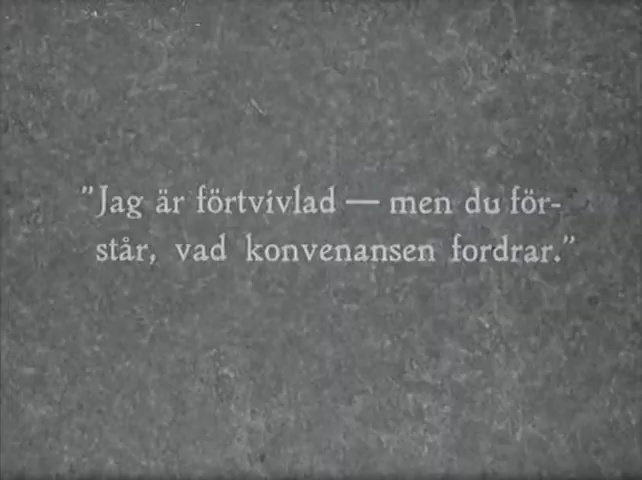 ”Jag är förtvivlad — men du för-
står, vad konvenansen fordrar.”